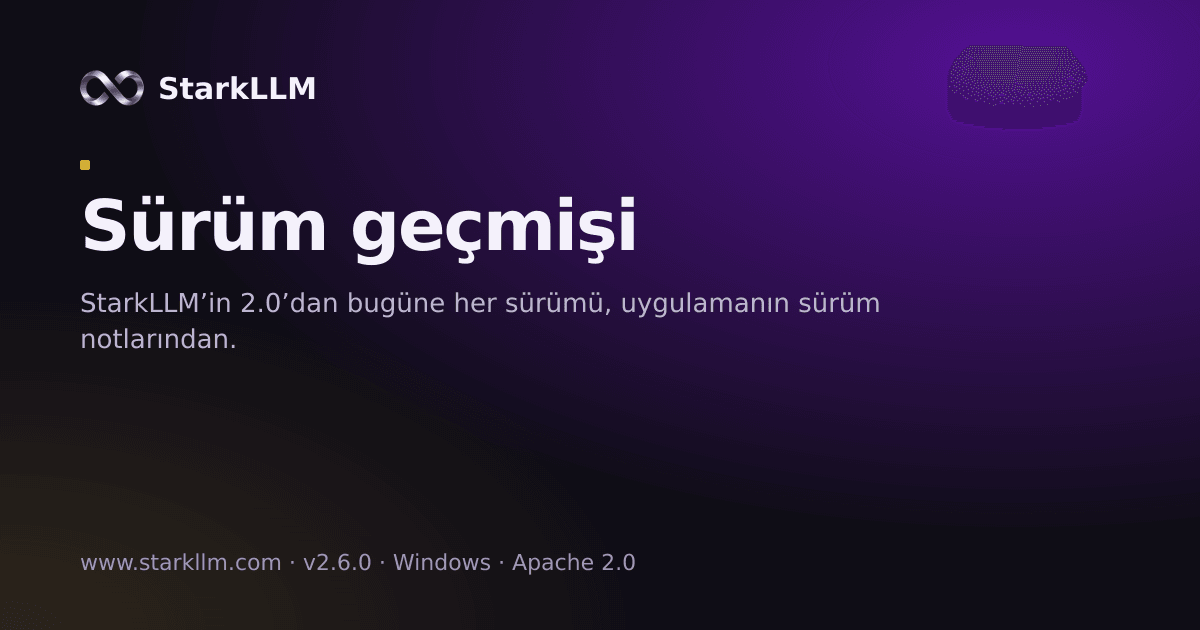 StarkLLM
Sürüm geçmişi
StarkLLM’in 2.0’dan bugüne her sürümü, uygulamanın sürüm
notlarından.
www.starkllm.com · v2.6.0 · Windows · Apache 2.0